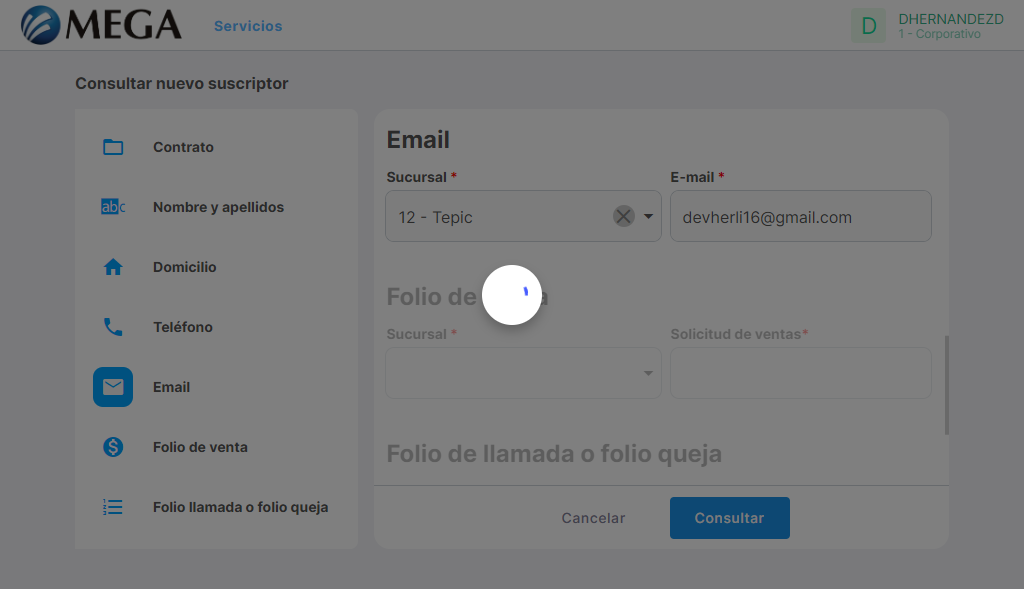 MEGA
Servicios
D
DHERNANDEZD
1 - Corporativo
Consultar nuevo suscriptor
Contrato
abc
Nombre y apellidos
Domicilio
Teléfono
Email
Folio de venta
Folio llamada o folio queja
Email
Sucursal *
E-mail *
12 - Tepic
devherli16@gmail.com
Folio de a
Sucursal *
Solicitud de ventas*
Folio de llamada o folio queja
Cancelar
Consultar